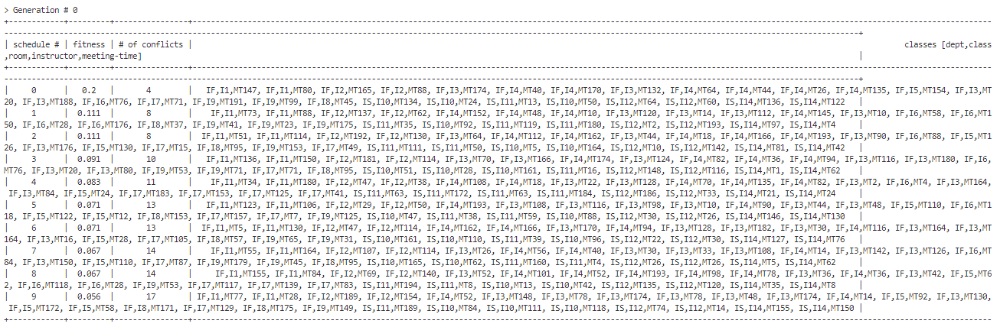 > Generation # 0
+------------+---------+----------------+--------------------------------------------------------------------------------
--------------------------------------------------------------------------+
| schedule # | fitness | # of conflicts | classes [dept,class
,room,instructor,meeting-time] |
+------------+---------+----------------+--------------------------------------------------------------------------------
--------------------------------------------------------------------------+
| 0 | 0.2 | 4 | IF,I1,MT147, IF,I1,MT80, IF,I2,MT165, IF,I2,MT88, IF,I3,MT174, IF,I4,MT40, IF,I4,MT170, IF,I3,MT132, IF,I4,MT64, IF,I4,MT44, IF,I4,MT26, IF,I4,MT135, IF,I5,MT154, IF,I3,MT
20, IF,I3,MT188, IF,I6,MT76, IF,I7,MT71, IF,I9,MT191, IF,I9,MT99, IF,I8,MT45, IS,I10,MT134, IS,I10,MT24, IS,I11,MT13, IS,I10,MT50, IS,I12,MT64, IS,I12,MT60, IS,I14,MT136, IS,I14,MT122 |
| 1 | 0.111 | 8 | IF,I1,MT73, IF,I1,MT88, IF,I2,MT137, IF,I2,MT62, IF,I4,MT152, IF,I4,MT48, IF,I4,MT10, IF,I3,MT120, IF,I3,MT14, IF,I3,MT112, IF,I4,MT145, IF,I3,MT10, IF,I6,MT58, IF,I6,MT1
50, IF,I6,MT28, IF,I6,MT176, IF,I8,MT37, IF,I9,MT41, IF,I9,MT23, IF,I9,MT175, IS,I11,MT35, IS,I10,MT92, IS,I11,MT119, IS,I11,MT180, IS,I12,MT2, IS,I12,MT193, IS,I14,MT97, IS,I14,MT4 |
| 2 | 0.111 | 8 | IF,I1,MT51, IF,I1,MT114, IF,I2,MT192, IF,I2,MT130, IF,I3,MT64, IF,I4,MT112, IF,I4,MT162, IF,I3,MT44, IF,I4,MT18, IF,I4,MT166, IF,I4,MT193, IF,I3,MT90, IF,I6,MT88, IF,I5,MT1
26, IF,I3,MT176, IF,I5,MT130, IF,I7,MT15, IF,I8,MT95, IF,I9,MT153, IF,I7,MT49, IS,I11,MT111, IS,I11,MT50, IS,I10,MT5, IS,I10,MT164, IS,I12,MT10, IS,I12,MT142, IS,I14,MT81, IS,I14,MT42 |
| 3 | 0.091 | 10 | IF,I1,MT136, IF,I1,MT150, IF,I2,MT181, IF,I2,MT114, IF,I3,MT70, IF,I3,MT166, IF,I4,MT174, IF,I3,MT124, IF,I4,MT82, IF,I4,MT36, IF,I4,MT94, IF,I3,MT116, IF,I3,MT180, IF,I6,
MT76, IF,I3,MT20, IF,I3,MT80, IF,I9,MT53, IF,I9,MT71, IF,I7,MT71, IF,I8,MT95, IS,I10,MT51, IS,I10,MT28, IS,I10,MT161, IS,I11,MT16, IS,I12,MT148, IS,I12,MT116, IS,I14,MT1, IS,I14,MT62 |
| 4 | 0.083 | 11 | IF,I1,MT34, IF,I1,MT180, IF,I2,MT47, IF,I2,MT38, IF,I4,MT108, IF,I4,MT18, IF,I3,MT22, IF,I3,MT128, IF,I4,MT70, IF,I4,MT135, IF,I4,MT82, IF,I3,MT2, IF,I6,MT4, IF,I3,MT164,
IF,I3,MT84, IF,I5,MT24, IF,I7,MT183, IF,I7,MT153, IF,I7,MT125, IF,I7,MT41, IS,I11,MT63, IS,I11,MT172, IS,I11,MT63, IS,I11,MT184, IS,I12,MT186, IS,I12,MT33, IS,I14,MT21, IS,I14,MT24 |
| 5 | 0.071 | 13 | IF,I1,MT123, IF,I1,MT106, IF,I2,MT29, IF,I2,MT50, IF,I4,MT193, IF,I3,MT108, IF,I3,MT116, IF,I3,MT98, IF,I3,MT10, IF,I4,MT90, IF,I3,MT44, IF,I3,MT48, IF,I5,MT110, IF,I6,MT1
18, IF,I5,MT122, IF,I5,MT12, IF,I8,MT153, IF,I7,MT157, IF,I7,MT7, IF,I9,MT125, IS,I10,MT47, IS,I11,MT38, IS,I11,MT59, IS,I10,MT88, IS,I12,MT30, IS,I12,MT26, IS,I14,MT146, IS,I14,MT130 |
| 6 | 0.071 | 13 | IF,I1,MT5, IF,I1,MT130, IF,I2,MT47, IF,I2,MT114, IF,I4,MT162, IF,I4,MT166, IF,I3,MT170, IF,I4,MT94, IF,I3,MT128, IF,I3,MT182, IF,I3,MT30, IF,I4,MT116, IF,I3,MT164, IF,I3,MT
164, IF,I3,MT16, IF,I5,MT28, IF,I7,MT105, IF,I8,MT57, IF,I9,MT65, IF,I9,MT31, IS,I10,MT161, IS,I10,MT110, IS,I11,MT39, IS,I10,MT96, IS,I12,MT22, IS,I12,MT30, IS,I14,MT127, IS,I14,MT76 |
| 7 | 0.067 | 14 | IF,I1,MT55, IF,I1,MT164, IF,I2,MT107, IF,I2,MT114, IF,I3,MT26, IF,I4,MT56, IF,I4,MT40, IF,I3,MT30, IF,I3,MT33, IF,I3,MT108, IF,I4,MT14, IF,I3,MT142, IF,I3,MT126, IF,I6,MT
84, IF,I3,MT150, IF,I5,MT110, IF,I7,MT87, IF,I9,MT179, IF,I9,MT45, IF,I8,MT95, IS,I10,MT165, IS,I10,MT62, IS,I11,MT160, IS,I11,MT4, IS,I12,MT26, IS,I12,MT26, IS,I14,MT5, IS,I14,MT62 |
| 8 | 0.067 | 14 | IF,I1,MT155, IF,I1,MT84, IF,I2,MT69, IF,I2,MT140, IF,I3,MT52, IF,I4,MT101, IF,I4,MT52, IF,I4,MT193, IF,I4,MT98, IF,I4,MT78, IF,I3,MT36, IF,I4,MT36, IF,I3,MT42, IF,I5,MT6
2, IF,I6,MT118, IF,I6,MT28, IF,I9,MT53, IF,I7,MT117, IF,I7,MT139, IF,I7,MT83, IS,I11,MT194, IS,I11,MT8, IS,I10,MT13, IS,I10,MT42, IS,I12,MT135, IS,I12,MT120, IS,I14,MT35, IS,I14,MT8 |
| 9 | 0.056 | 17 | IF,I1,MT77, IF,I1,MT28, IF,I2,MT189, IF,I2,MT154, IF,I4,MT52, IF,I3,MT148, IF,I3,MT78, IF,I3,MT174, IF,I3,MT78, IF,I3,MT48, IF,I3,MT174, IF,I4,MT14, IF,I5,MT92, IF,I3,MT130,
IF,I5,MT172, IF,I5,MT58, IF,I8,MT171, IF,I7,MT129, IF,I8,MT175, IF,I9,MT149, IS,I11,MT189, IS,I10,MT84, IS,I10,MT111, IS,I10,MT118, IS,I12,MT74, IS,I12,MT14, IS,I14,MT155, IS,I14,MT150 |
+------------+---------+----------------+--------------------------------------------------------------------------------